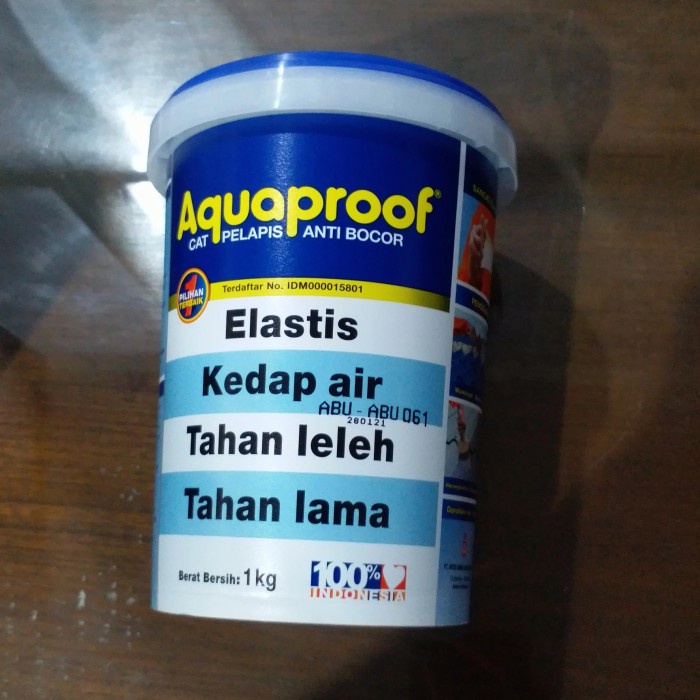 Aquaproof®
CAT PELAPIS ANTI BOCOR
1
PILIHAN
TERBAIK
Terdaftar No. IDM000015801
Elastis
Kedap air
ABU - ABU 061
280121
Tahan leleh
Tahan lama
Berat Bersih: 1 kg
100%
INDONESIA